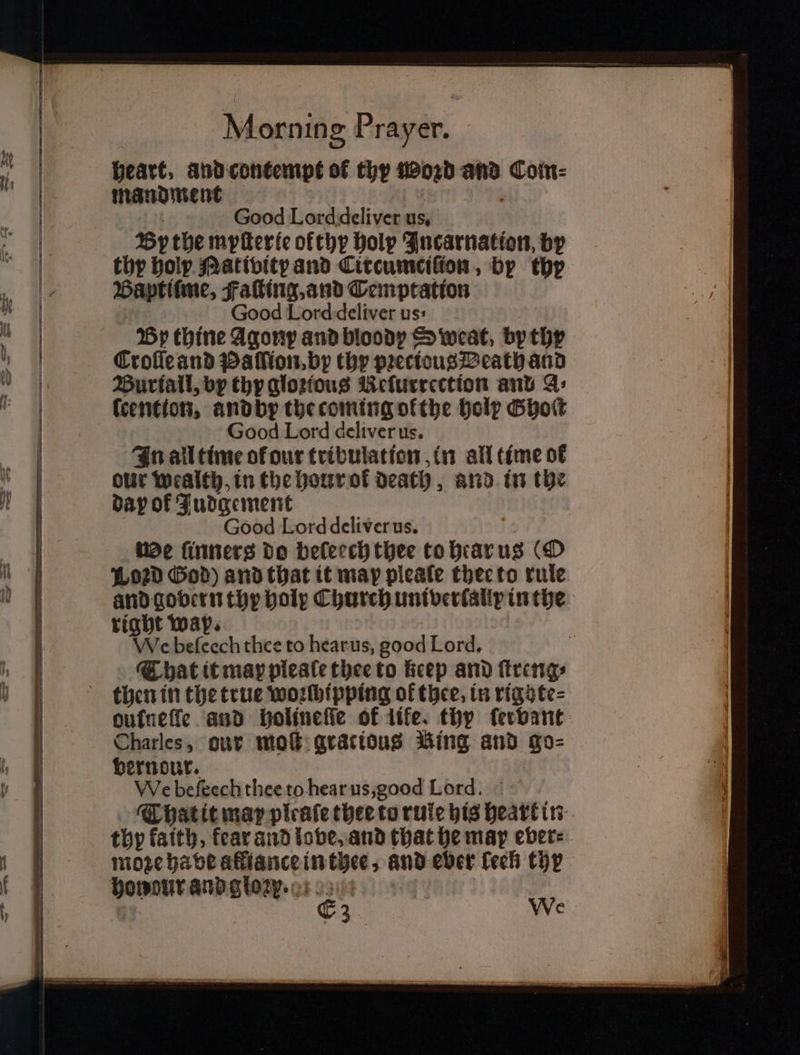 Morning Prayer.
heart, and contempt of thy Word and Com-
mandment
Good Lord deliver us,
By the myſterie of thy holy Incarnation, by
thy holy Nativity and Circumciſion, by thy
Baptiſme, Faſting, and Temptation
Good Lord deliver us:
By thine Agony and bloody Sweat, by thy
Croſſe and Paſſion, by thy precious Death and
Buriall, by thy glorious Reſurrection and A-
ſcention, and by the coming of the holy Ghoſt
Good Lord deliver us.
In all time of our tribulation, in all time of
our wealth, in the hour of death, and in the
day of Judgement
Good Lord deliver us.
We ſinners do beſeech thee to hear us (O
Lord God) and that it may pleaſe thee to rule
and govern thy holy Church univerſally in the
right way.
We beſeech thee to hear us, good Lord.
That it may pleaſe thee to keep and ſtreng-
then in the true worſhipping of thee, in righte-
ouſneſſe and holineſſe of life. thy ſervant
Charles, our moſt gratious King and go-
vernour.
We beſeech thee to hear us, good Lord.
That it may pleaſe thee to rule his heart in
thy faith, fear and love, and that he may ever-
more have affiance in thee, and ever ſeek thy
honour and glory.
C3 We